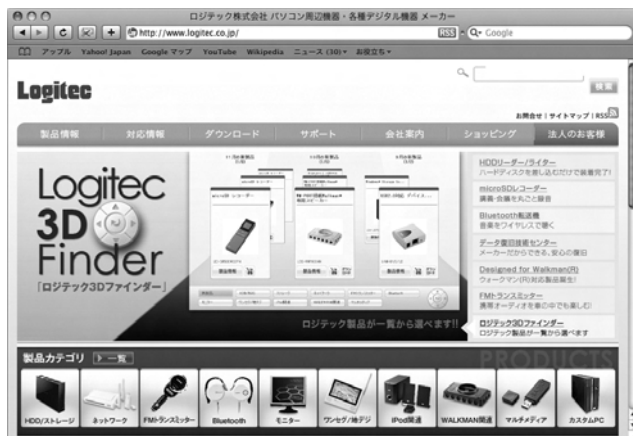 ロジテック株式会社 パソコン周辺機器・各種デジタル機器 メーカー
http://www.logitec.co.jp/
RSS
Google
アップル Yahoo! Japan Google マップ YouTube Wikipedia ニュース (30) お役立ち
Logitec
検索
お問合せ | サイトマップ | RSS
製品情報 対応情報 ダウンロード サポート 会社案内 ショッピング 法人のお客様
Logitec
3D
Finder
「ロジテック3Dファインダー」
ロジテック製品が一覧から選べます!!
HDDリーダー/ライター
ハードディスクを差し込むだけで装着完了!
microSDレコーダー
講義・会議を丸ごと録音
Bluetooth転送機
音楽をワイヤレスで聴く
データ復旧技術センター
メーカーだからできる、安心の復旧
Designed for Walkman(R)
ウォークマン(R)対応製品誕生!
FMトランスミッター
携帯オーディオを車の中でも楽しむ!
ロジテック3Dファインダー
ロジテック製品が一覧から選べます
製品カテゴリ 一覧
PRODUCTS
HDD/ストレージ ネットワーク FMトランスミッター Bluetooth モニター ワンセグ/地デジ iPod関連 WALKMAN関連 マルチメディア カスタムPC